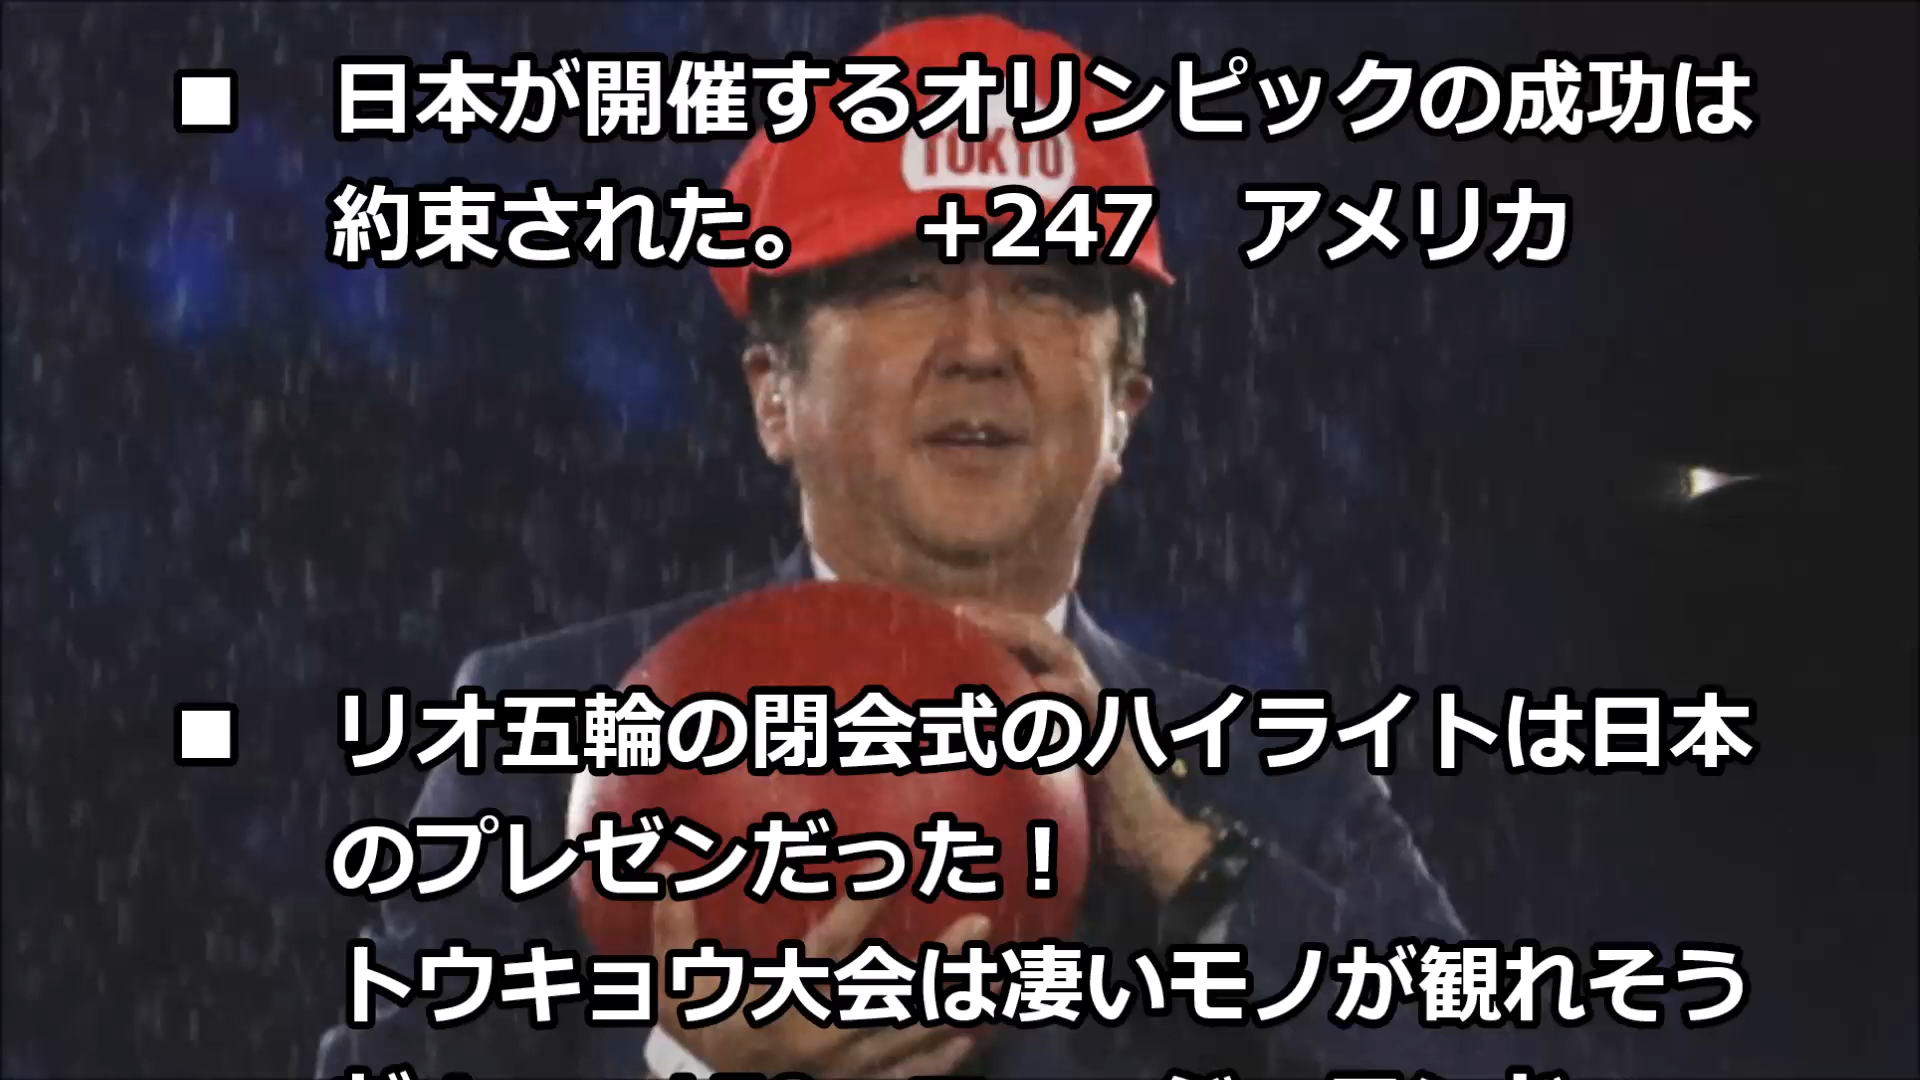 ■ 日本が開催するオリンピックの成功は
約束された。 +247 アメリカ
TOKYO
■ リオ五輪の閉会式のハイライトは日本
のプレゼンだった！
トウキョウ大会は凄いモノが観れそう